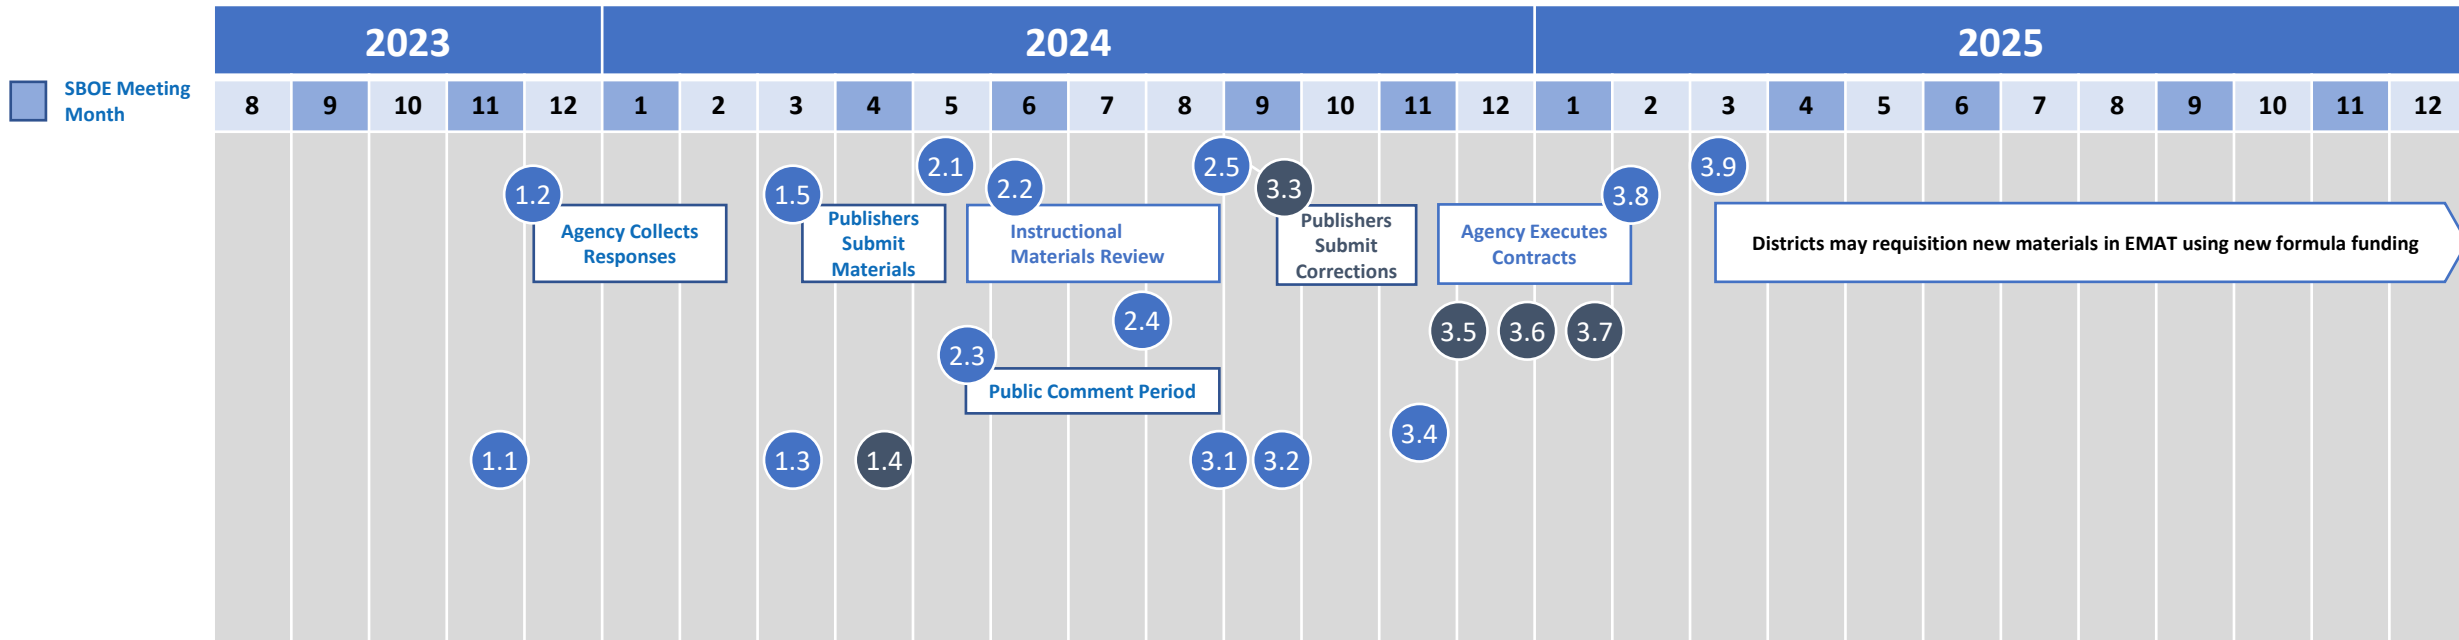 2023
2024
2025
SBOE Meeting
Month
8 9 10 11 12 1 2 3 4 5 6 7 8 9 10 11 12 1 2 3 4 5 6 7 8 9 10 11 12
2.1
2.5
3.9
1.2
1.5
2.2
3.3
3.8
Agency Collects
Responses
Publishers
Submit
Materials
Instructional
Materials Review
Publishers
Submit
Corrections
Agency Executes
Contracts
Districts may requisition new materials in EMAT using new formula funding
2.4
3.5
3.6
3.7
2.3
Public Comment Period
3.4
1.1
1.3
1.4
3.1
3.2